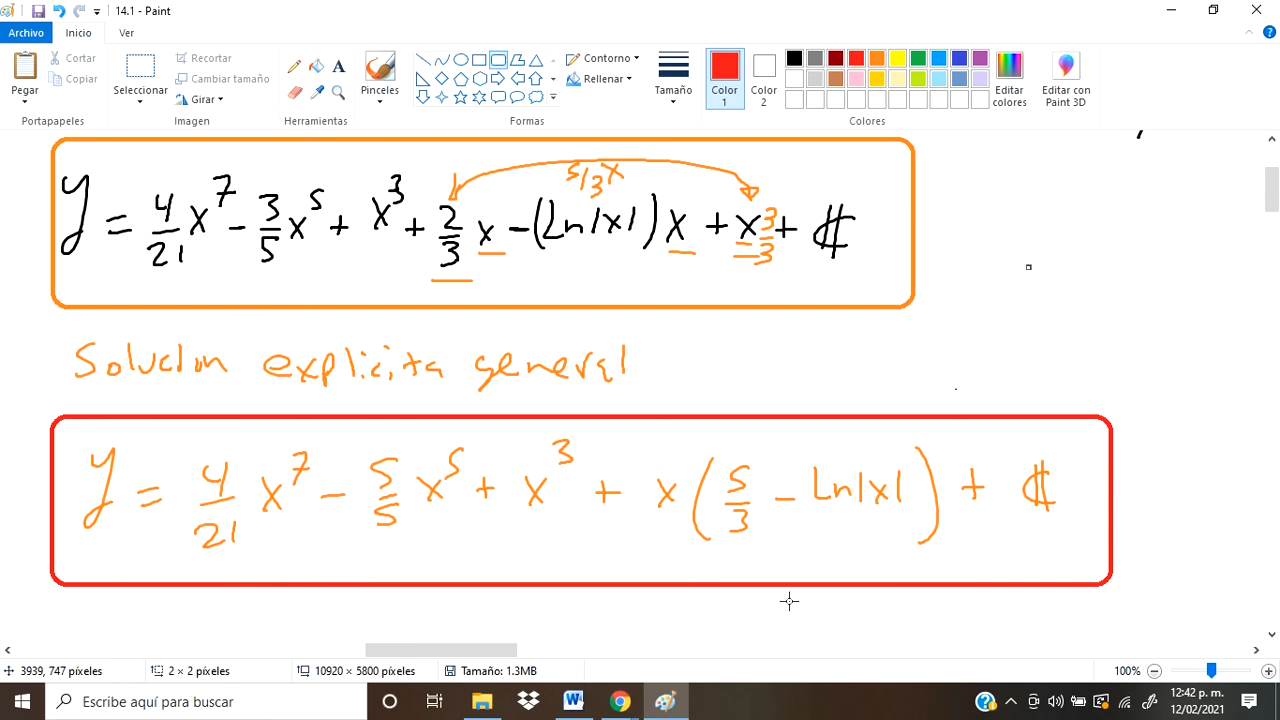 14.1 - Paint
Archivo Inicio Ver
Pegar
Cortar
Copiar
Portapapeles
Seleccionar
Recortar
Cambiar tamaño
Girar
Imagen
A
Herramientas
Pinceles
Contorno
Rellenar
Formas
Tamaño
Color 1
Color 2
Editar colores
Editar con Paint 3D
Colores
5/3 x
y = 4/21 x^7 - 3/5 x^5 + x^3 + 2/3 x - (Ln|x|) x + x 3/3 + ₡
Solucion explicita general
y = 4/21 x^7 - 5/5 x^5 + x^3 + x (5/3 - Ln|x|) + ₡
3939, 747 píxeles 2 × 2 píxeles 10920 × 5800 píxeles Tamaño: 1.3MB 100%
Escribe aquí para buscar
12:42 p. m.
12/02/2021